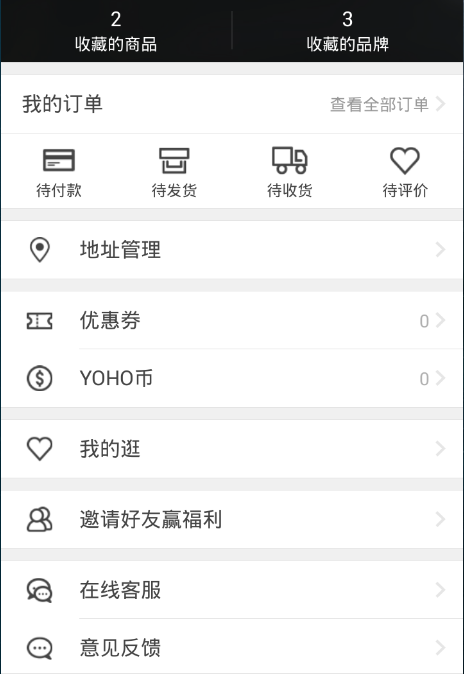 2 3
收藏的商品 收藏的品牌
我的订单 查看全部订单
待付款 待发货 待收货 待评价
地址管理
优惠券 0
YOHO币 0
我的逛
邀请好友赢福利
在线客服
意见反馈